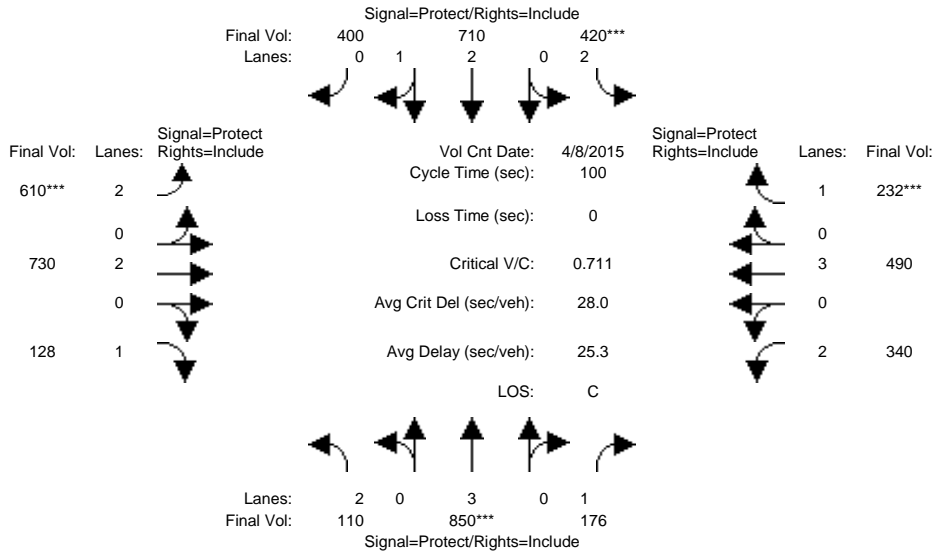 Signal=Protect/Rights=Include
Final Vol: 400 710 420***
Lanes: 0 1 2 0 2
Signal=Protect
Final Vol: Lanes: Rights=Include
Vol Cnt Date: 4/8/2015
Signal=Protect
Rights=Include Lanes: Final Vol:
Cycle Time (sec): 100
610*** 2
1 232***
Loss Time (sec): 0
0
0
730 2
Critical V/C: 0.711
3 490
0
Avg Crit Del (sec/veh): 28.0
0
128 1
Avg Delay (sec/veh): 25.3
2 340
LOS: C
Lanes: 2 0 3 0 1
Final Vol: 110 850*** 176
Signal=Protect/Rights=Include